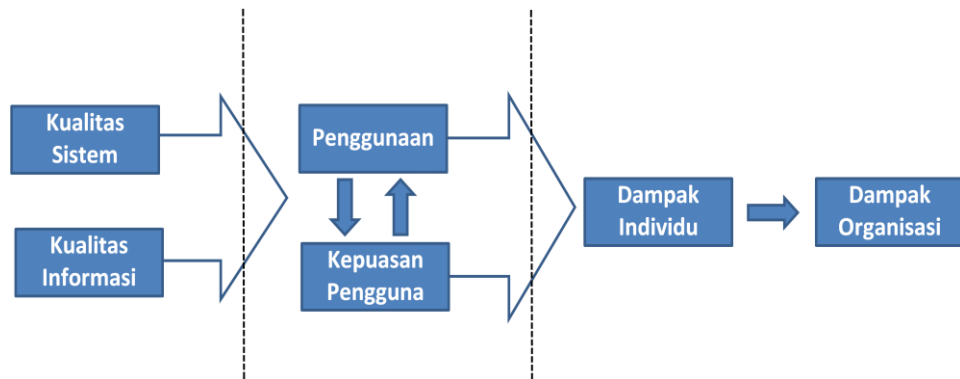 Kualitas
Sistem
Kualitas
Informasi
Penggunaan
Kepuasan
Pengguna
Dampak
Individu
Dampak
Organisasi